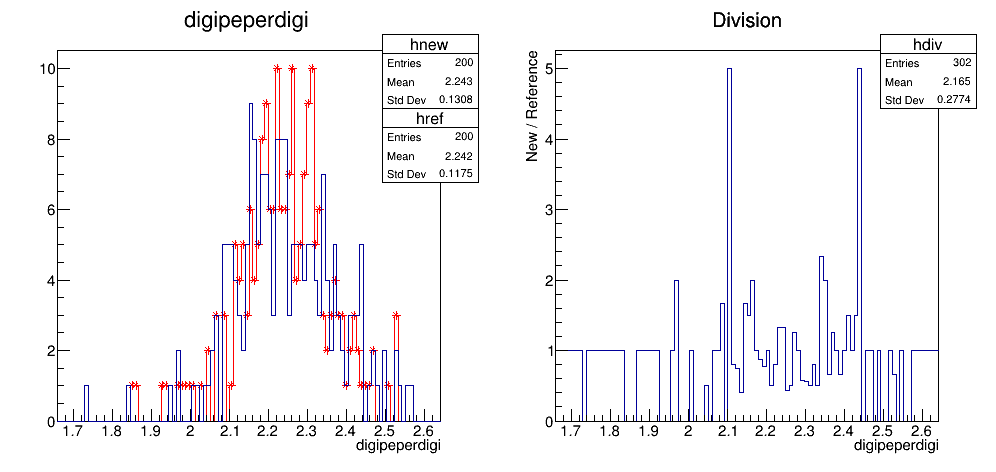 digipeperdigi
hnew
Entries 200
Mean 2.243
Std Dev 0.1308
href
Entries 200
Mean 2.242
Std Dev 0.1175
10
8
6
4
2
0
1.7 1.8 1.9 2 2.1 2.2 2.3 2.4 2.5 2.6
digipeperdigi
Division
hdiv
Entries 302
Mean 2.165
Std Dev 0.2774
New / Reference
5
4
3
2
1
0
1.7 1.8 1.9 2 2.1 2.2 2.3 2.4 2.5 2.6
digipeperdigi